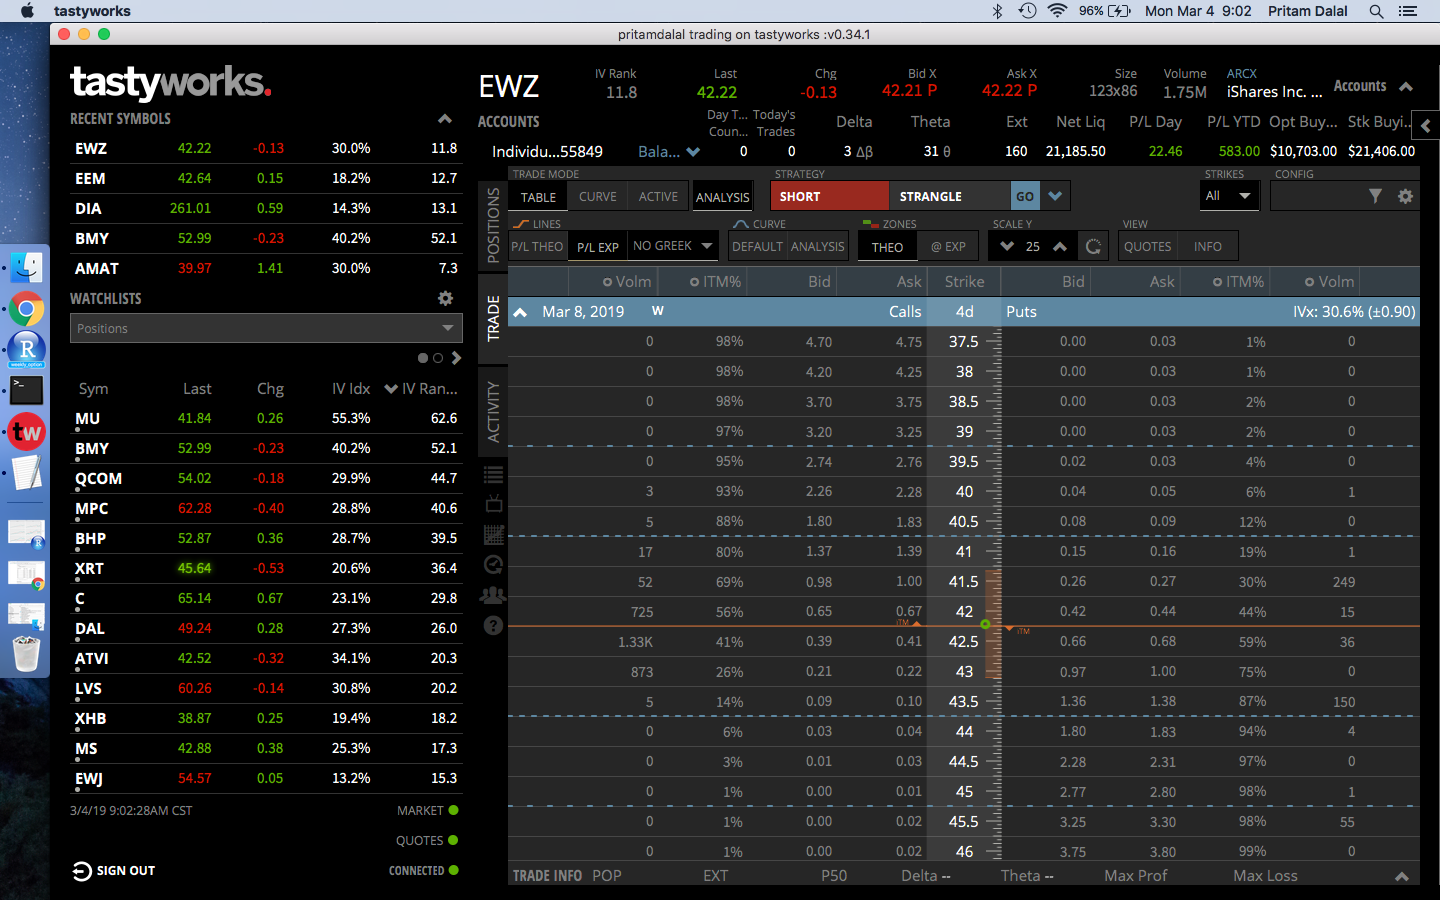 tastyworks 96% Mon Mar 4 9:02 Pritam Dalal
pritamdalal trading on tastyworks :v0.34.1
tastyworks.
RECENT SYMBOLS
EWZ 42.22 -0.13 30.0% 11.8
EEM 42.64 0.15 18.2% 12.7
DIA 261.01 0.59 14.3% 13.1
BMY 52.99 -0.23 40.2% 52.1
AMAT 39.97 1.41 30.0% 7.3
WATCHLISTS
Positions
Sym Last Chg IV Idx IV Ran...
MU 41.84 0.26 55.3% 62.6
BMY 52.99 -0.23 40.2% 52.1
QCOM 54.02 -0.18 29.9% 44.7
MPC 62.28 -0.40 28.8% 40.6
BHP 52.87 0.36 28.7% 39.5
XRT 45.64 -0.53 20.6% 36.4
C 65.14 0.67 23.1% 29.8
DAL 49.24 0.28 27.3% 26.0
ATVI 42.52 -0.32 34.1% 20.3
LVS 60.26 -0.14 30.8% 20.2
XHB 38.87 0.25 19.4% 18.2
MS 42.88 0.38 25.3% 17.3
EWJ 54.57 0.05 13.2% 15.3
3/4/19 9:02:28AM CST MARKET
QUOTES
SIGN OUT CONNECTED
EWZ IV Rank Last Chg Bid X Ask X Size Volume ARCX Accounts
11.8 42.22 -0.13 42.21 P 42.22 P 123x86 1.75M iShares Inc. ...
ACCOUNTS Day T... Coun... Today's Trades Delta Theta Ext Net Liq P/L Day P/L YTD Opt Buy... Stk Buyi...
Individu...55849 Bala... 0 0 3 Δβ 31 θ 160 21,185.50 22.46 583.00 $10,703.00 $21,406.00
POSITIONS
TRADE
ACTIVITY
TRADE MODE STRATEGY STRIKES CONFIG
TABLE CURVE ACTIVE ANALYSIS SHORT STRANGLE GO All
LINES CURVE ZONES SCALE Y VIEW
P/L THEO P/L EXP NO GREEK DEFAULT ANALYSIS THEO @ EXP 25 QUOTES INFO
Volm ITM% Bid Ask Strike Bid Ask ITM% Volm
Mar 8, 2019 W Calls 4d Puts IVx: 30.6% (±0.90)
0 98% 4.70 4.75 37.5 0.00 0.03 1% 0
0 98% 4.20 4.25 38 0.00 0.03 1% 0
0 98% 3.70 3.75 38.5 0.00 0.03 2% 0
0 97% 3.20 3.25 39 0.00 0.03 2% 0
0 95% 2.74 2.76 39.5 0.02 0.03 4% 0
3 93% 2.26 2.28 40 0.04 0.05 6% 1
5 88% 1.80 1.83 40.5 0.08 0.09 12% 0
17 80% 1.37 1.39 41 0.15 0.16 19% 1
52 69% 0.98 1.00 41.5 0.26 0.27 30% 249
725 56% 0.65 0.67 42 0.42 0.44 44% 15
ITM ITM
1.33K 41% 0.39 0.41 42.5 0.66 0.68 59% 36
873 26% 0.21 0.22 43 0.97 1.00 75% 0
5 14% 0.09 0.10 43.5 1.36 1.38 87% 150
0 6% 0.03 0.04 44 1.80 1.83 94% 4
0 3% 0.01 0.03 44.5 2.28 2.31 97% 0
0 1% 0.00 0.01 45 2.77 2.80 98% 1
0 1% 0.00 0.02 45.5 3.25 3.30 98% 55
0 1% 0.00 0.02 46 3.75 3.80 99% 0
TRADE INFO POP EXT P50 Delta -- Theta -- Max Prof Max Loss
R
weekly_option
tw